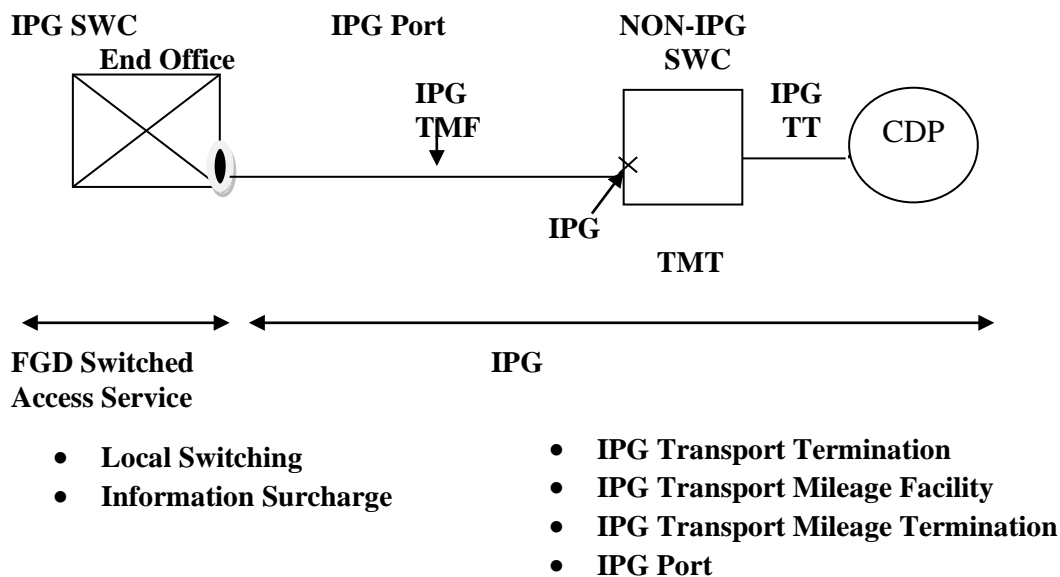 IPG SWC
End Office
IPG Port
NON-IPG
SWC
IPG
TMF
IPG
TT
CDP
IPG
TMT
FGD Switched
Access Service
IPG
• Local Switching
• Information Surcharge
• IPG Transport Termination
• IPG Transport Mileage Facility
• IPG Transport Mileage Termination
• IPG Port